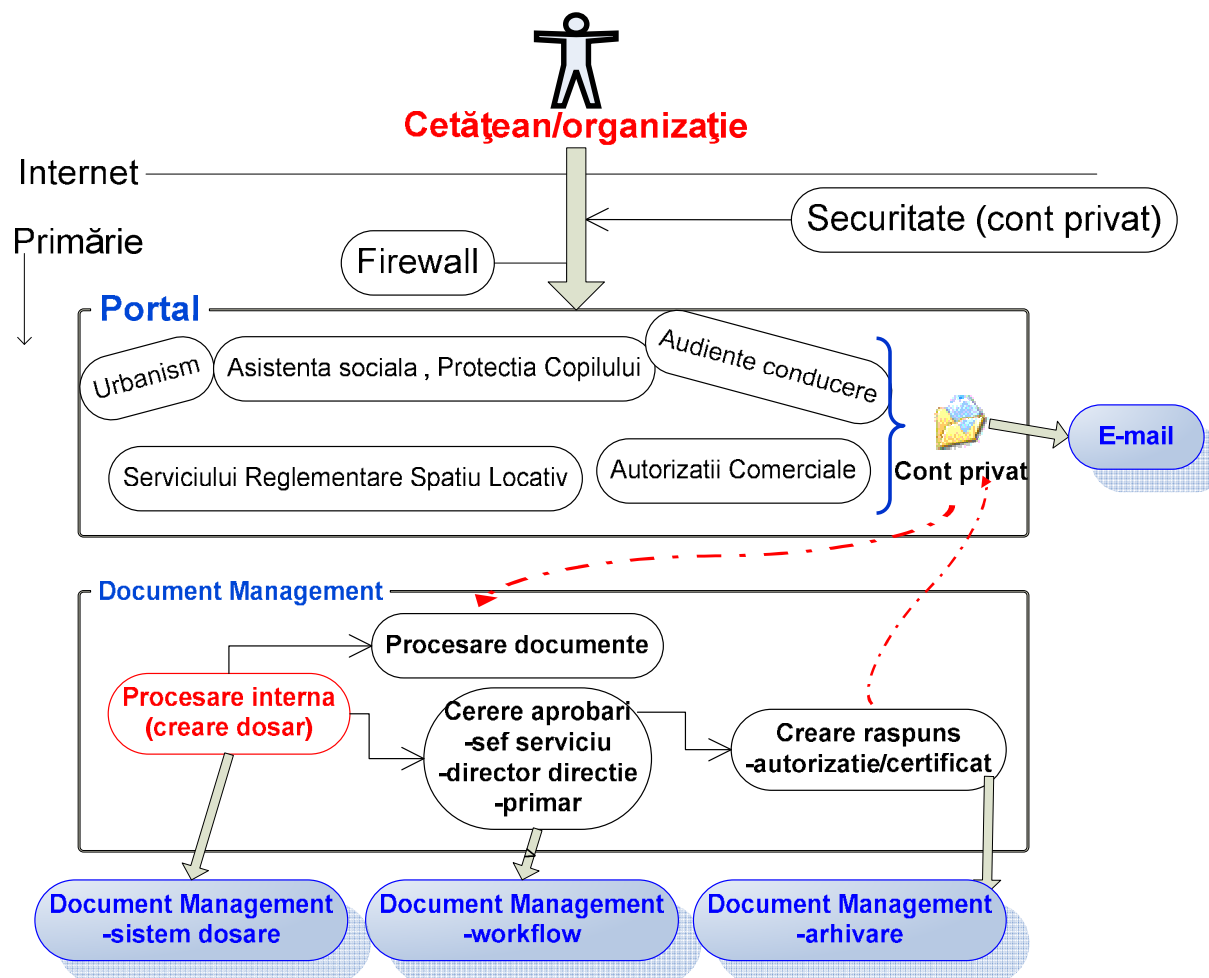 Cetăţean/organizaţie
Internet
Securitate (cont privat)
Primărie
Firewall
Portal
Urbanism
Asistenta sociala , Protectia Copilului
Audiente conducere
Serviciului Reglementare Spatiu Locativ
Autorizatii Comerciale
Cont privat
E-mail
Document Management
Procesare documente
Procesare interna
(creare dosar)
Cerere aprobari
-sef serviciu
-director directie
-primar
Creare raspuns
-autorizatie/certificat
Document Management
-sistem dosare
Document Management
-workflow
Document Management
-arhivare